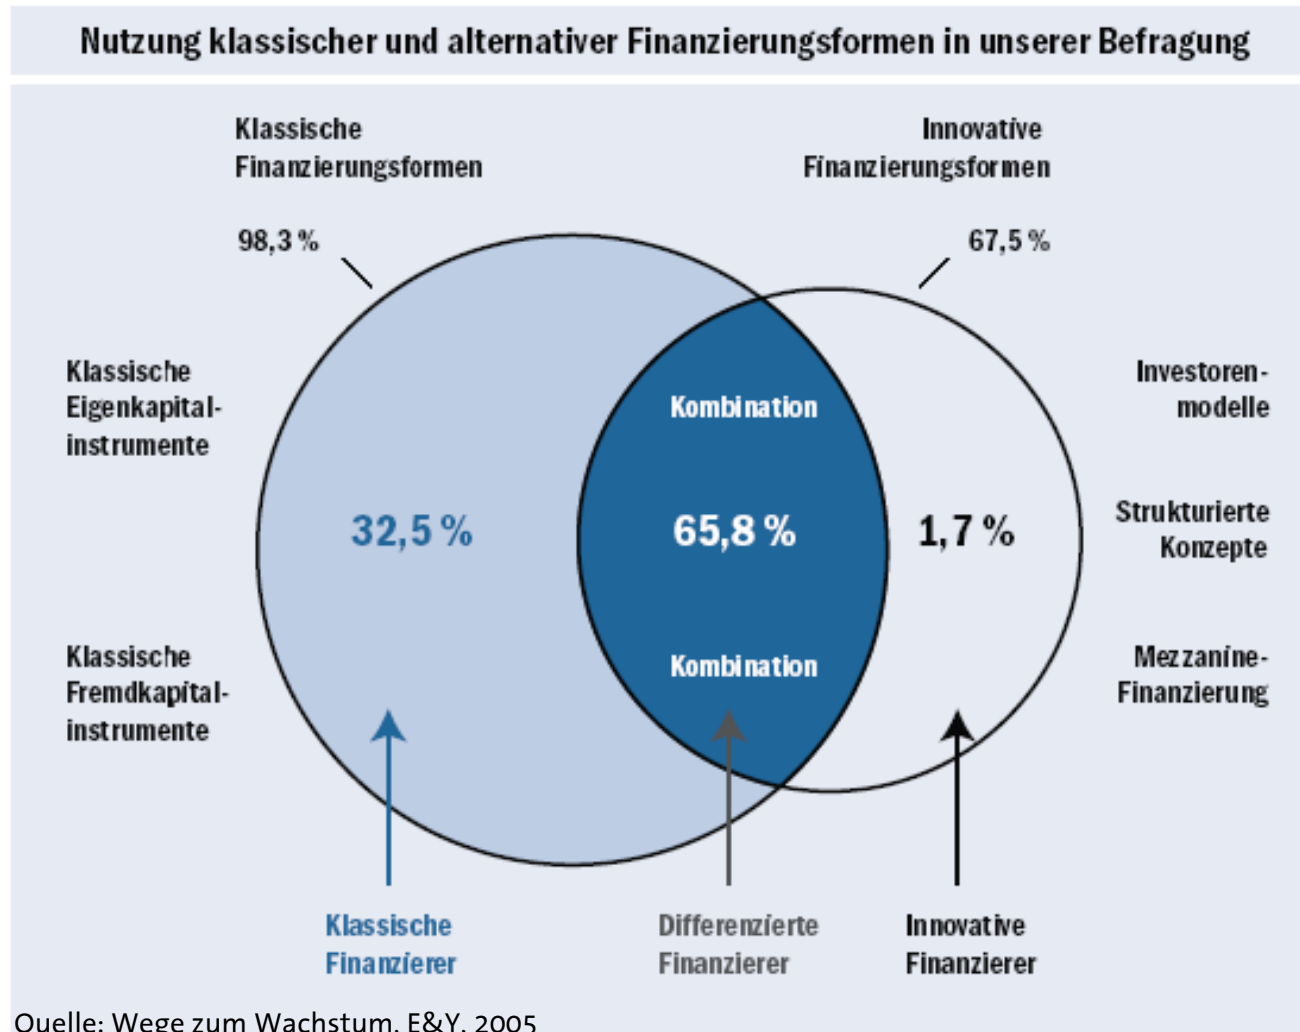 Nutzung klassischer und alternativer Finanzierungsformen in unserer Befragung
Klassische
Finanzierungsformen
98,3 %
Innovative
Finanzierungsformen
67,5 %
Klassische
Eigenkapital-
instrumente
Klassische
Fremdkapital-
instrumente
32,5 %
Kombination
65,8 %
Kombination
1,7 %
Investoren-
modelle
Strukturierte
Konzepte
Mezzanine-
Finanzierung
Klassische
Finanzierer
Differenzierte
Finanzierer
Innovative
Finanzierer
Quelle: Wege zum Wachstum, E&Y, 2005